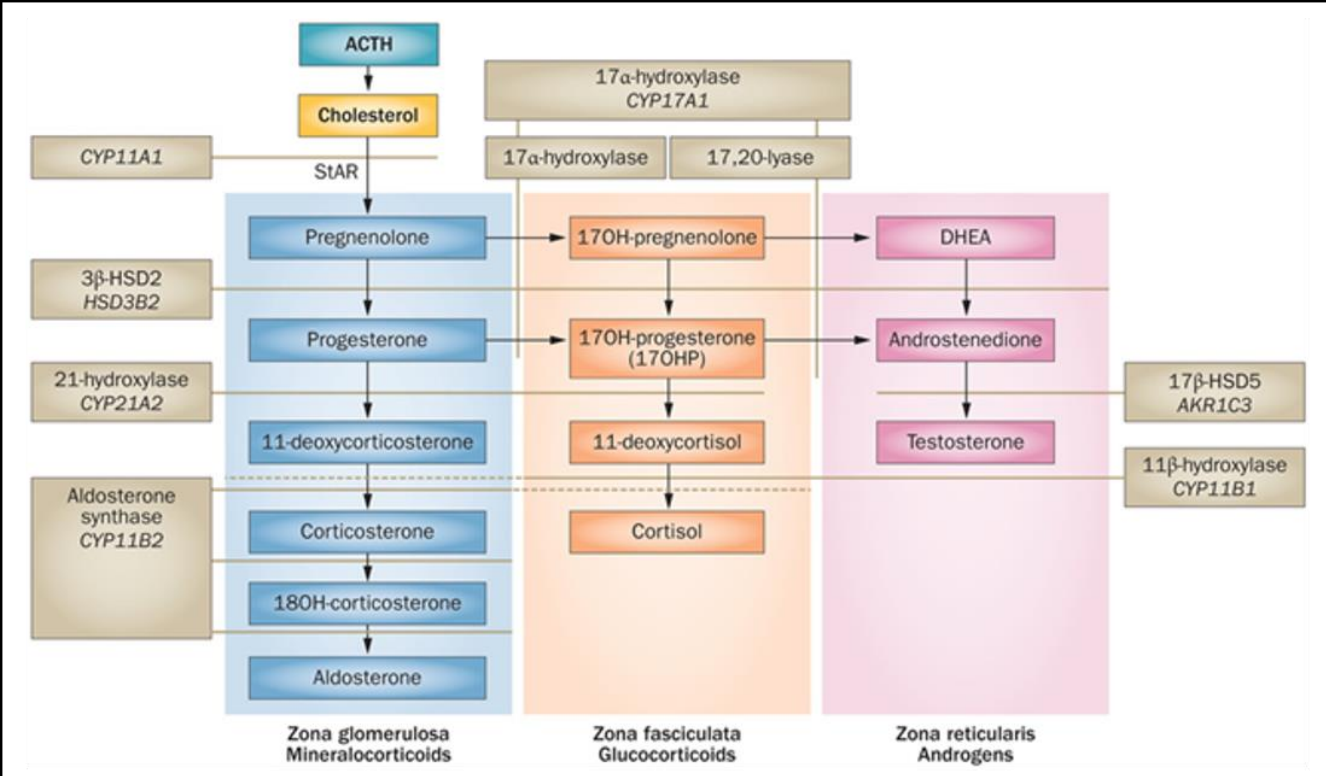 ACTH
Cholesterol
17α-hydroxylase
CYP17A1
CYP11A1
StAR
17α-hydroxylase
17,20-lyase
Pregnenolone
17OH-pregnenolone
DHEA
3β-HSD2
HSD3B2
Progesterone
17OH-progesterone
(17OHP)
Androstenedione
21-hydroxylase
CYP21A2
17β-HSD5
AKR1C3
11-deoxycorticosterone
11-deoxycortisol
Testosterone
11β-hydroxylase
CYP11B1
Aldosterone
synthase
CYP11B2
Corticosterone
Cortisol
18OH-corticosterone
Aldosterone
Zona glomerulosa
Mineralocorticoids
Zona fasciculata
Glucocorticoids
Zona reticularis
Androgens